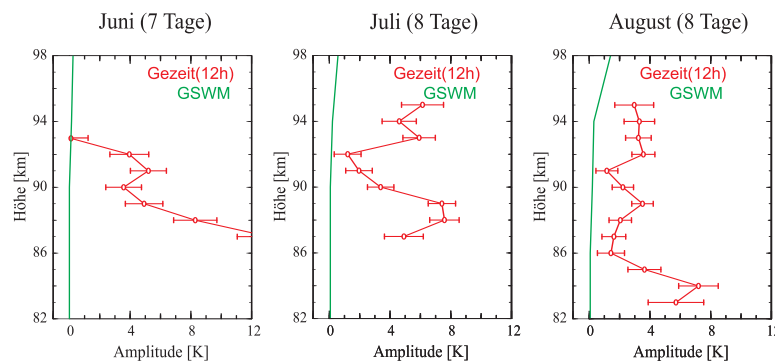 Juni (7 Tage)
98
94
90
86
82
Höhe [km]
Gezeit(12h)
GSWM
0
4
8
12
Amplitude [K]
Juli (8 Tage)
98
94
90
86
82
Höhe [km]
Gezeit(12h)
GSWM
0
4
8
12
Amplitude [K]
August (8 Tage)
98
94
90
86
82
Höhe [km]
Gezeit(12h)
GSWM
0
4
8
12
Amplitude [K]